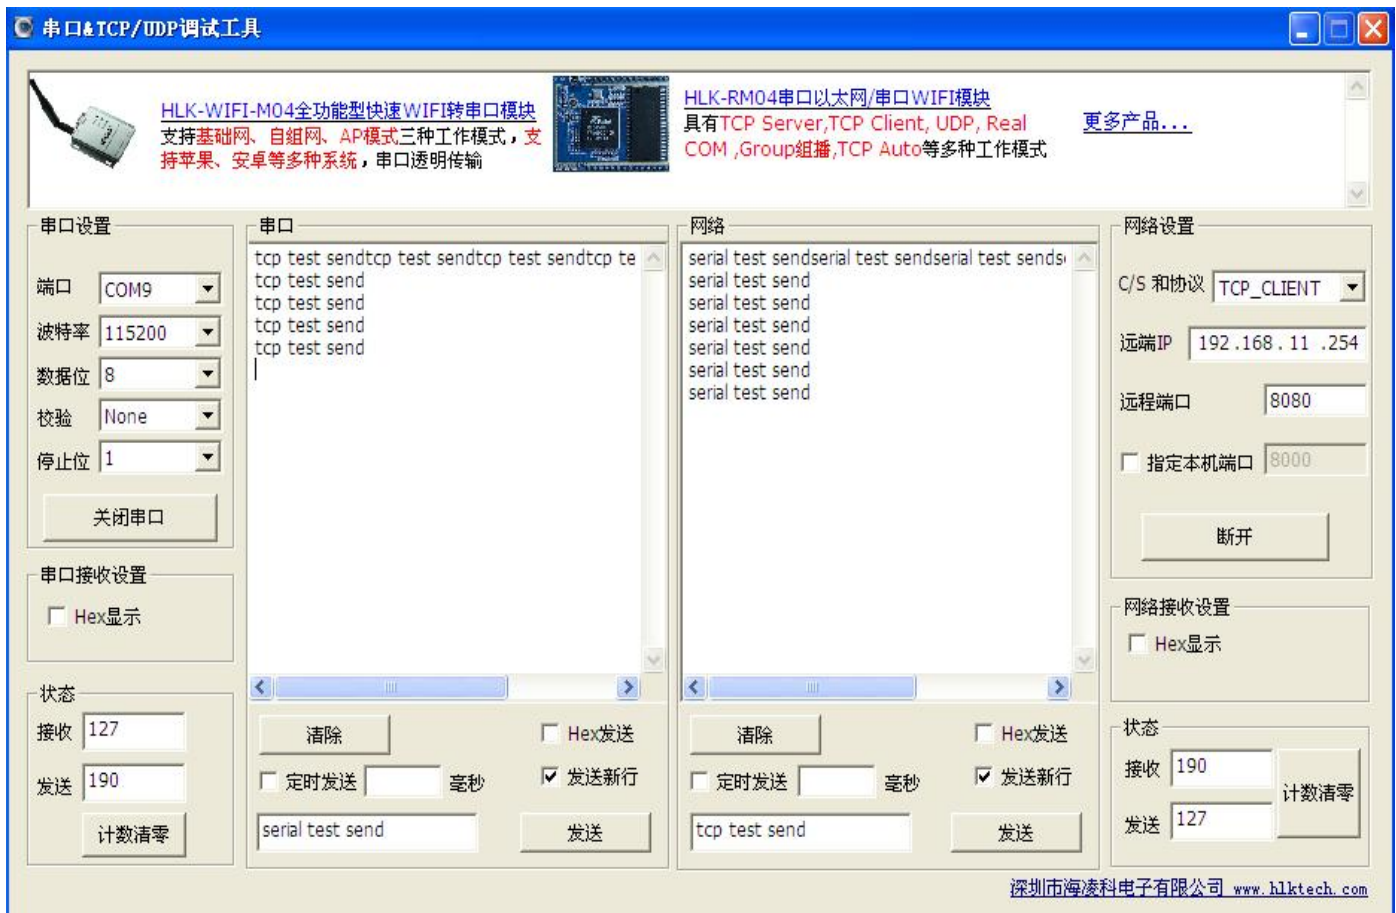 串口&TCP/UDP调试工具
HLK-WIFI-M04全功能型快速WIFI转串口模块
支持基础网、自组网、AP模式三种工作模式，支
持苹果、安卓等多种系统，串口透明传输
HLK-RM04串口以太网/串口WIFI模块
具有TCP Server,TCP Client, UDP, Real
COM ,Group组播,TCP Auto等多种工作模式
更多产品...
串口设置
端口 COM9
波特率 115200
数据位 8
校验 None
停止位 1
关闭串口
串口接收设置
Hex显示
状态
接收 127
发送 190
计数清零
串口
tcp test sendtcp test sendtcp test sendtcp te
tcp test send
tcp test send
tcp test send
tcp test send
清除
Hex发送
定时发送 毫秒
发送新行
serial test send
发送
网络
serial test sendserial test sendserial test sends
serial test send
serial test send
serial test send
serial test send
serial test send
serial test send
清除
Hex发送
定时发送 毫秒
发送新行
tcp test send
发送
网络设置
C/S 和协议 TCP_CLIENT
远端IP 192 .168 . 11 .254
远程端口 8080
指定本机端口 8000
断开
网络接收设置
Hex显示
状态
接收 190
发送 127
计数清零
深圳市海凌科电子有限公司 www.hlktech.com